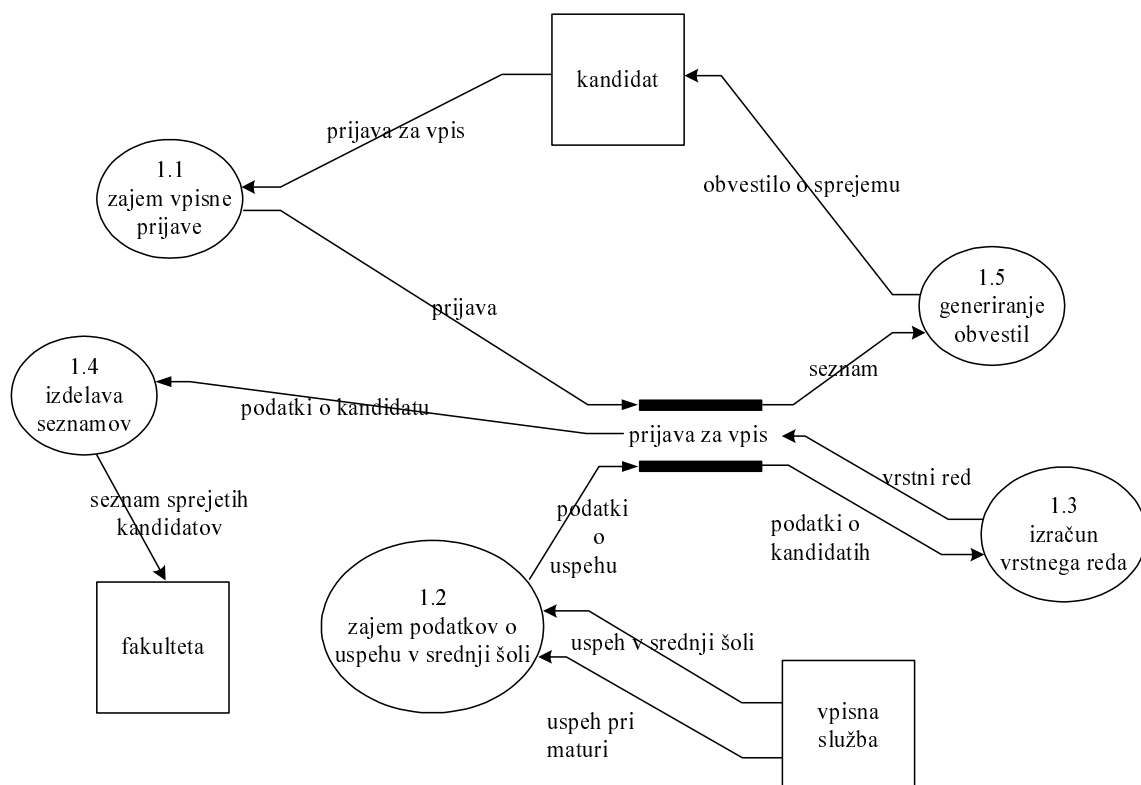 kandidat
prijava za vpis
1.1
zajem vpisne
prijave
obvestilo o sprejemu
1.5
generiranje
obvestil
prijava
1.4
izdelava
seznamov
seznam
podatki o kandidatu
prijava za vpis
vrstni red
1.3
izračun
vrstnega reda
seznam sprejetih
kandidatov
podatki
o
uspehu
podatki o
kandidatih
1.2
zajem podatkov o
uspehu v srednji šoli
fakulteta
uspeh v srednji šoli
uspeh pri
maturi
vpisna
služba